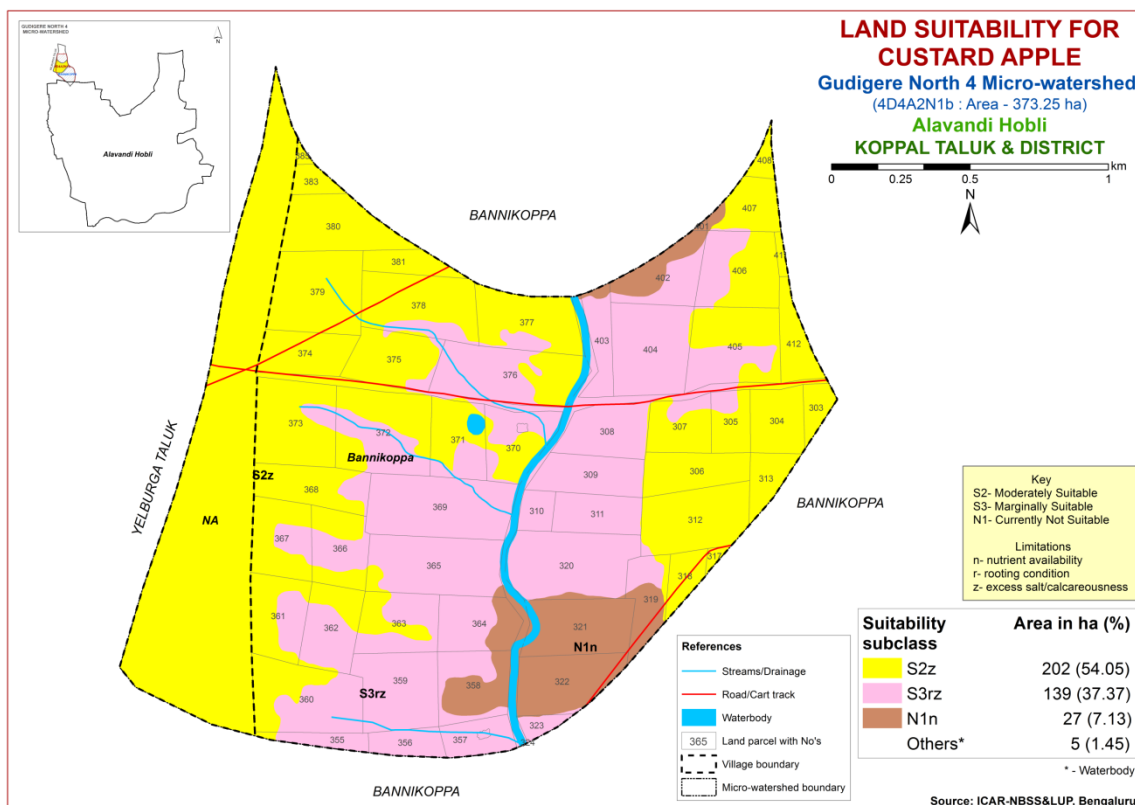 GUDIGERE NORTH 4
MICRO-WATERSHED
N
Alavandi Hobli
LAND SUITABILITY FOR
CUSTARD APPLE
Gudigere North 4 Micro-watershed
(4D4A2N1b : Area - 373.25 ha)
Alavandi Hobli
KOPPAL TALUK & DISTRICT
km
0 0.25 0.5 1
N
BANNIKOPPA
408
383
407
380
402
406
381
379
378
377
403
404
405
412
374
375
376
303
373
372
371
370
308
307
305
304
Bannikoppa
309
306
313
S2z
368
369
310
311
312
BANNIKOPPA
YELBURGA TALUK
NA
367
366
365
320
317
318
319
361
362
363
364
321
N1n
359
358
322
S3rz
360
323
355
356
357
BANNIKOPPA
Key
S2- Moderately Suitable
S3- Marginally Suitable
N1- Currently Not Suitable
Limitations
n- nutrient availability
r- rooting condition
z- excess salt/calcareousness
References
Streams/Drainage
Road/Cart track
Waterbody
365 Land parcel with No's
Village boundary
Micro-watershed boundary
Suitability subclass Area in ha (%)
S2z 202 (54.05)
S3rz 139 (37.37)
N1n 27 (7.13)
Others* 5 (1.45)
* - Waterbody
Source: ICAR-NBSS&LUP, Bengaluru